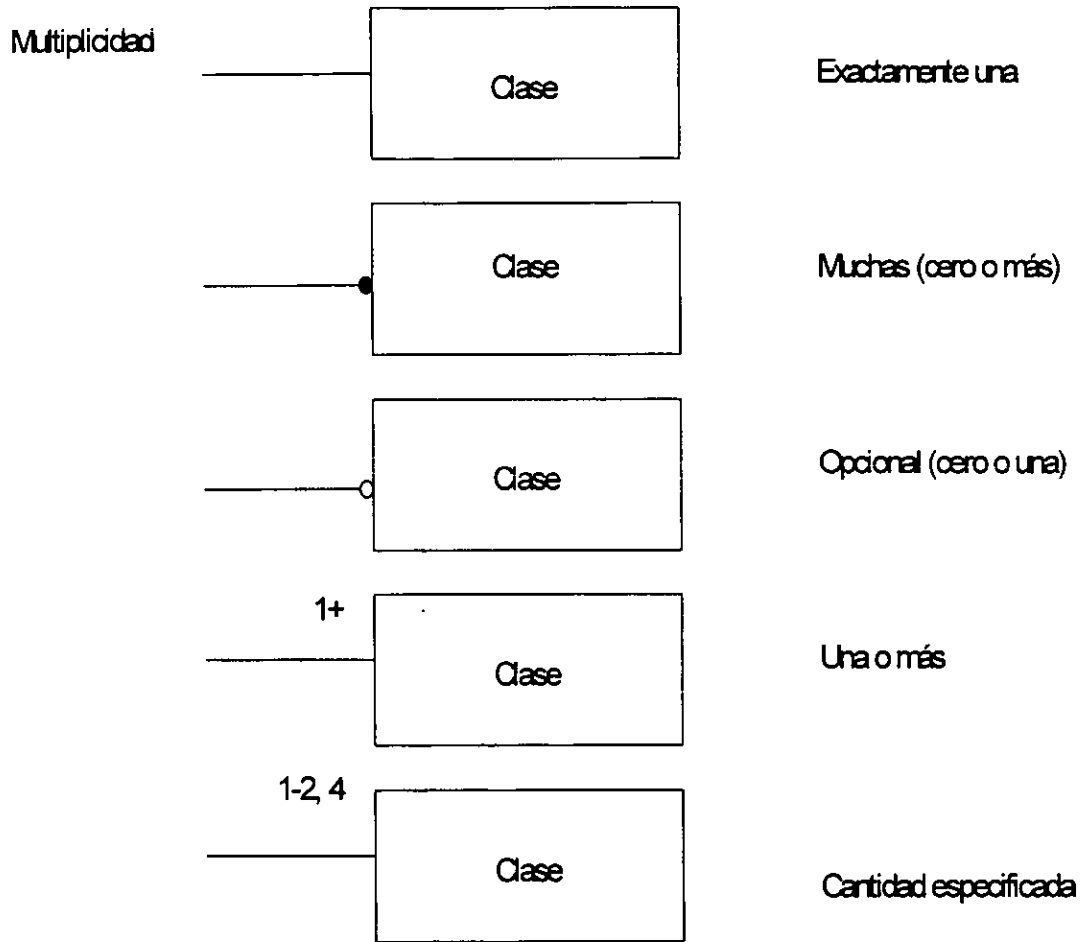 Multiplicidad
Clase
Exactamente una
Clase
Muchas (cero o más)
Clase
Opcional (cero o una)
1+
Clase
Una o más
1-2, 4
Clase
Cantidad especificada